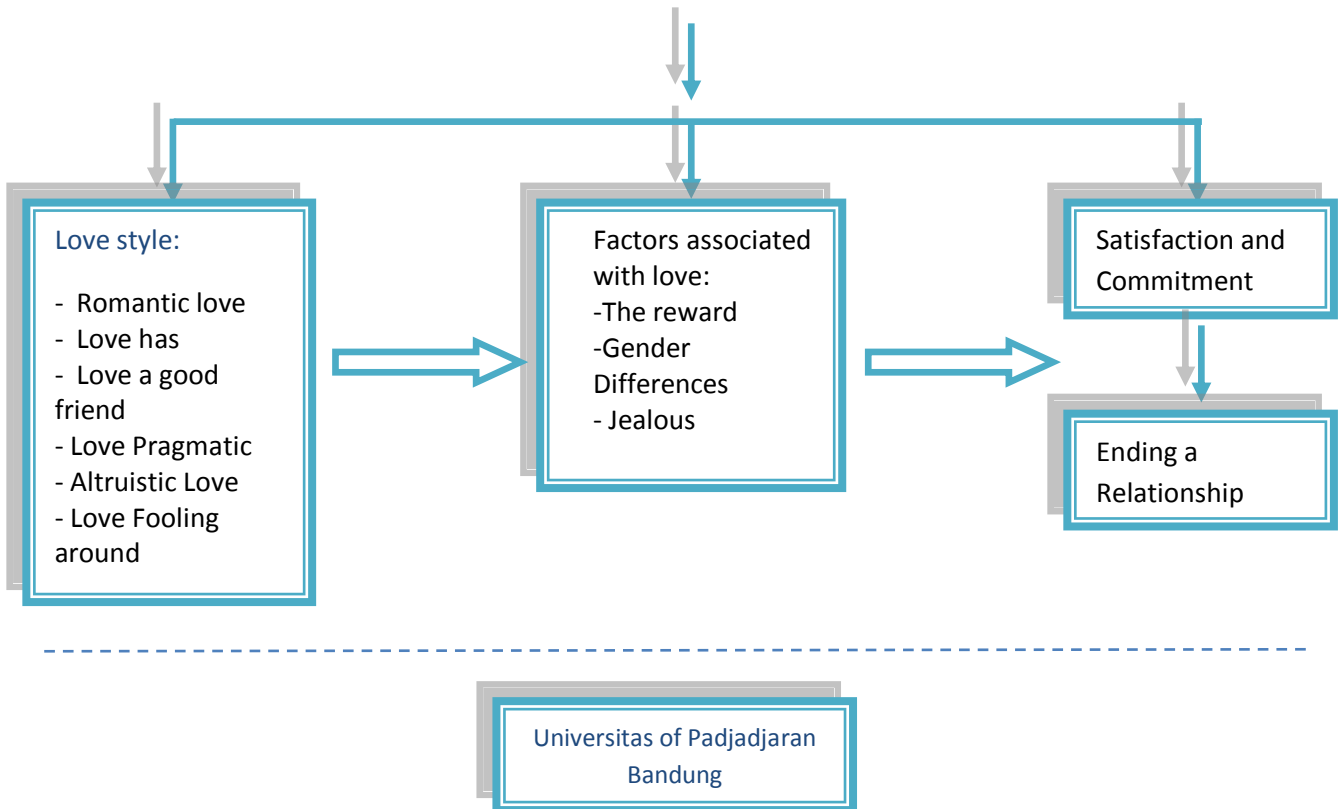 Love style:
- Romantic love
- Love has
- Love a good
friend
- Love Pragmatic
- Altruistic Love
- Love Fooling
around
Factors associated
with love:
-The reward
-Gender
Differences
- Jealous
Satisfaction and
Commitment
Ending a
Relationship
Universitas of Padjadjaran
Bandung